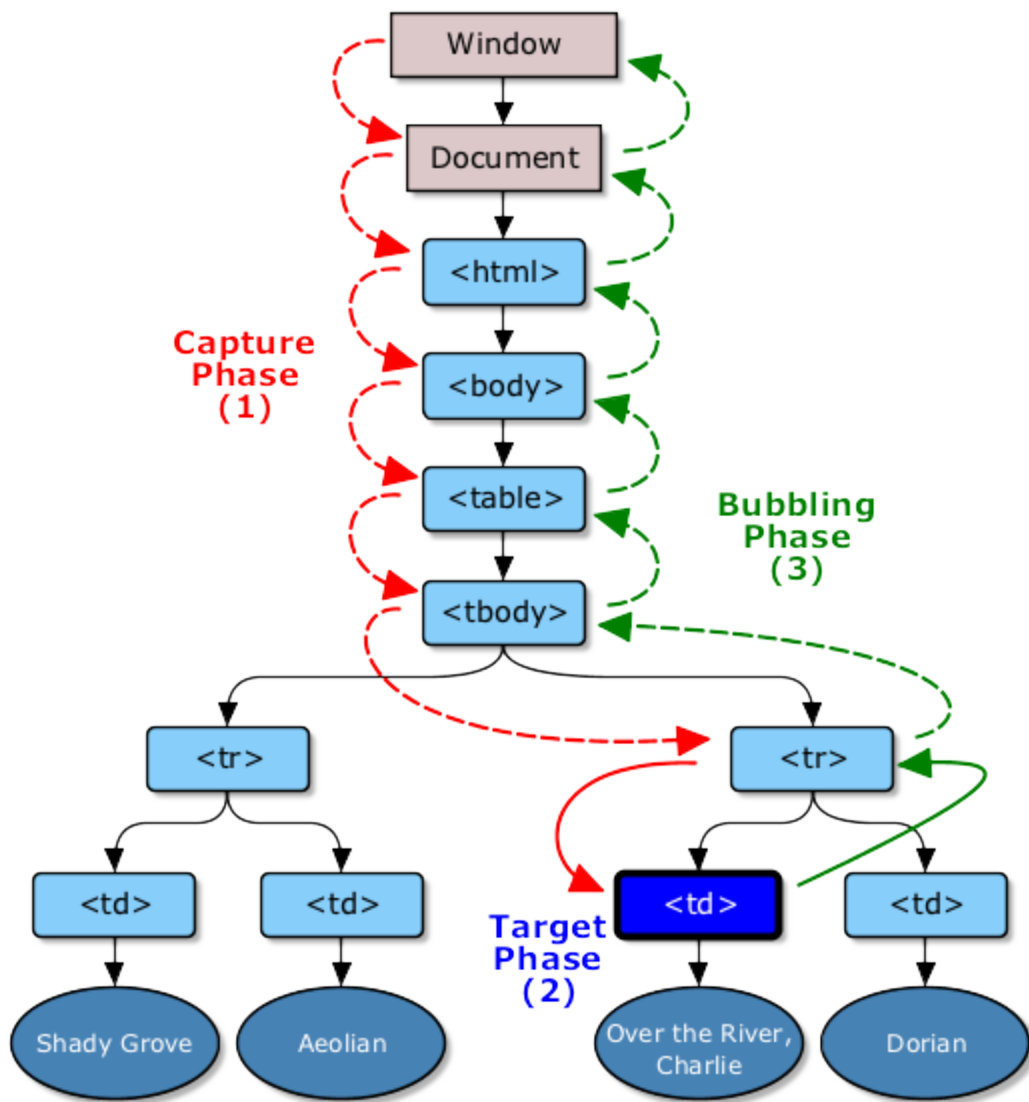 Window
Document
<html>
Capture
Phase
(1)
<body>
<table>
Bubbling
Phase
(3)
<tbody>
<tr>
<tr>
<td>
<td>
<td>
<td>
Target
Phase
(2)
Shady Grove
Aeolian
Over the River,
Charlie
Dorian